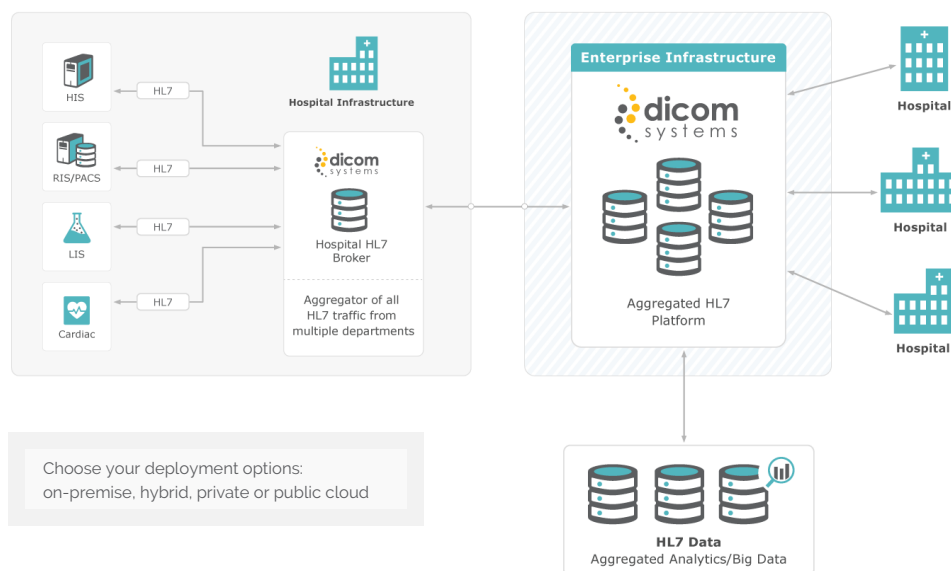 HIS
HL7
RIS/PACS
HL7
LIS
HL7
Cardiac
HL7
Hospital Infrastructure
dicom
systems
Hospital HL7
Broker
Aggregator of all
HL7 traffic from
multiple departments
Enterprise Infrastructure
dicom
systems
Aggregated HL7
Platform
Hospital
Hospital
Hospital
Choose your deployment options:
on-premise, hybrid, private or public cloud
HL7 Data
Aggregated Analytics/Big Data